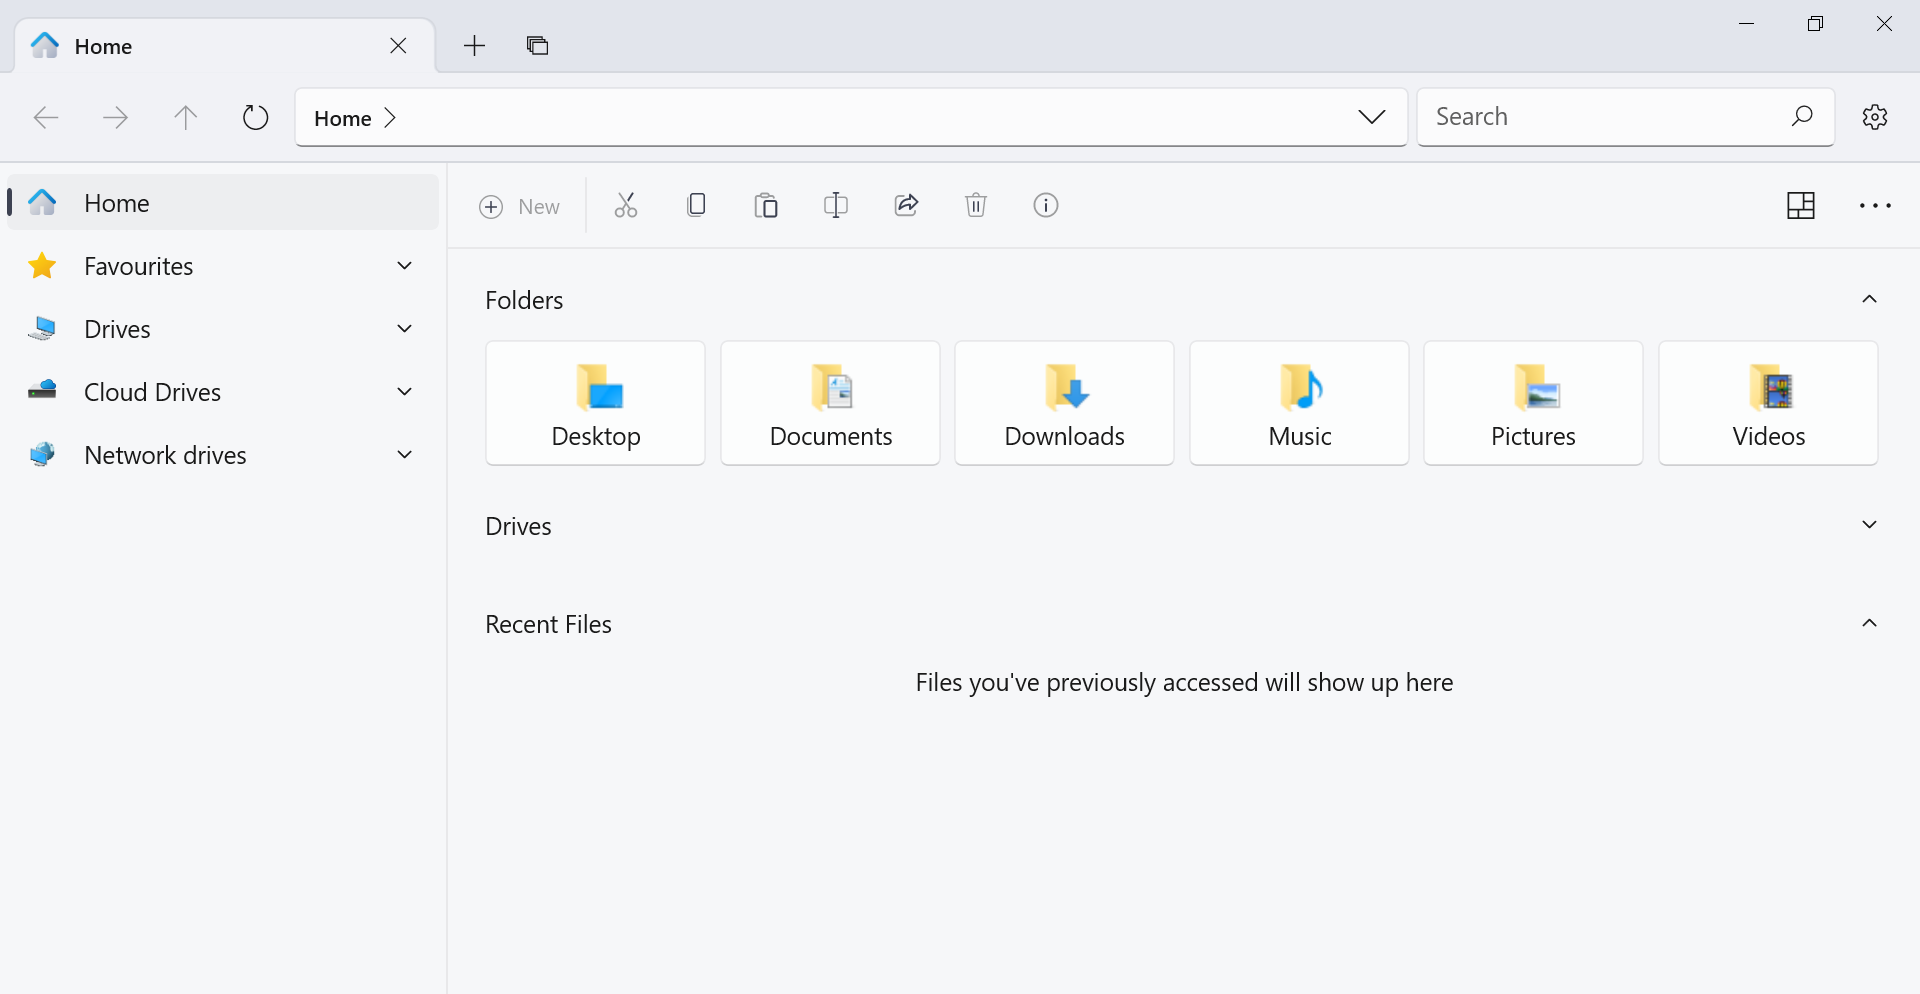 Home
Home
Search
Home
Favourites
Drives
Cloud Drives
Network drives
New
Folders
Desktop
Documents
Downloads
Music
Pictures
Videos
Drives
Recent Files
Files you've previously accessed will show up here